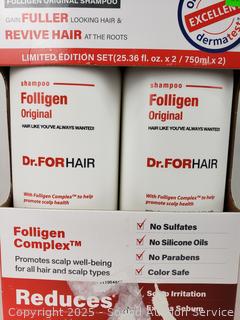 FOLLIGEN ORIGINAL SHAMPOO
GAIN FULLER LOOKING HAIR &
REVIVE HAIR AT THE ROOTS
EXCELLENT
dermatest
LIMITED EDITION SET(25.36 fl. oz. x 2 / 750ml x 2)
shampoo
Folligen
Original
HAIR LIKE YOU'VE ALWAYS WANTED!
Dr.FORHAIR
With Folligen Complex™ to help
promote scalp health
shampoo
Folligen
Original
HAIR LIKE YOU'VE ALWAYS WANTED!
Dr.FORHAIR
With Folligen Complex™ to help
promote scalp health
Folligen
Complex™
Promotes scalp well-being
for all hair and scalp types
No Sulfates
No Silicone Oils
No Parabens
Color Safe
Reduces
Scalp Irritation
Sebum
Copyright 2025 - Sound Auction Service